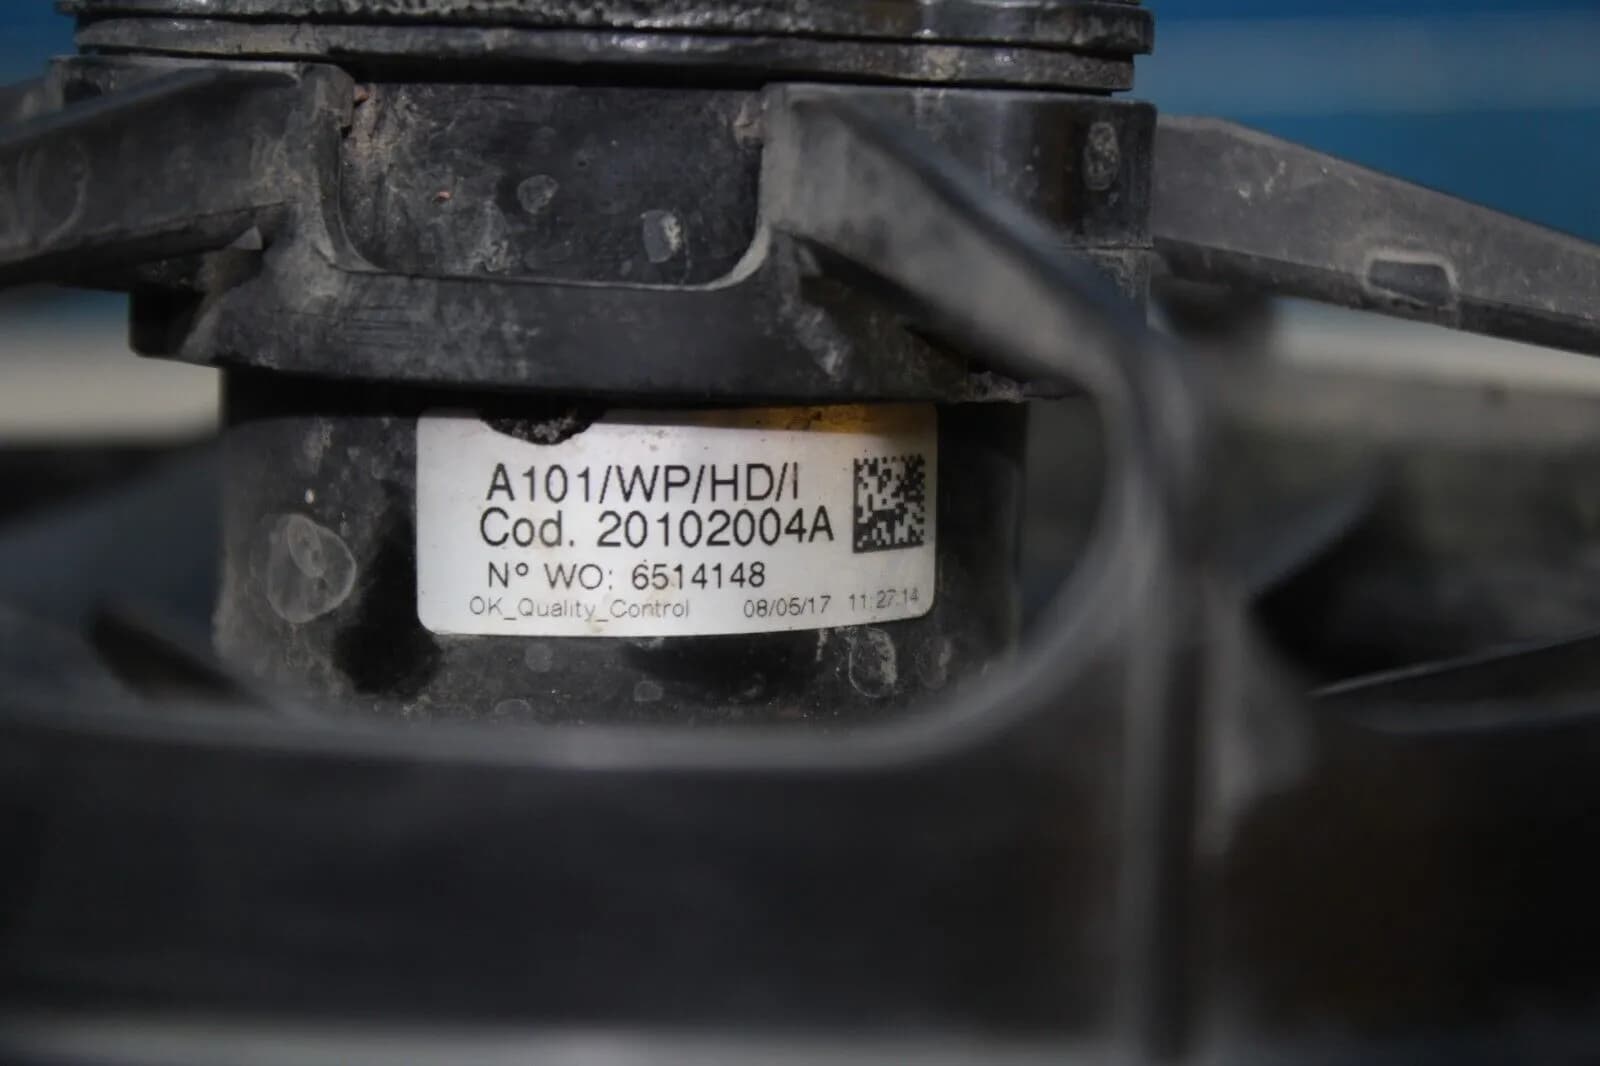 A101/WP/HD/I
Cod. 20102004A
N° WO: 6514148
OK_Quality_Control 08/05/17 11:27:14